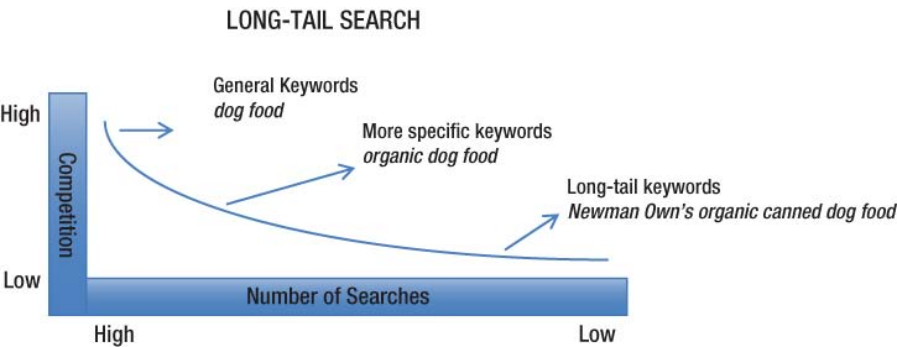 LONG-TAIL SEARCH
General Keywords
dog food
High
More specific keywords
organic dog food
Long-tail keywords
Newman Own's organic canned dog food
Competition
Low
Number of Searches
High
Low